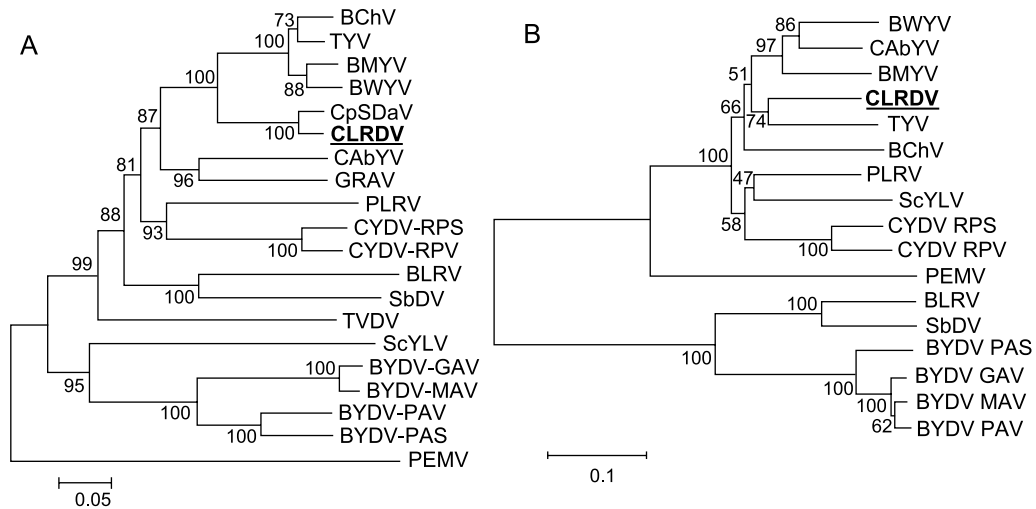 A
BChV
73
TYV
100
BMYV
88
BWYV
100
CpSDaV
100
CLRDV
87
CAbYV
96
GRAV
81
PLRV
93
CYDV-RPS
100
CYDV-RPV
88
BLRV
100
SbDV
99
TVDV
ScYLV
95
BYDV-GAV
100
BYDV-MAV
100
BYDV-PAV
100
BYDV-PAS
PEMV
0.05
B
BWYV
86
CAbYV
97
BMYV
51
CLRDV
74
TYV
66
BChV
100
PLRV
47
ScYLV
58
CYDV RPS
100
CYDV RPV
PEMV
BLRV
100
SbDV
100
BYDV PAS
100
BYDV GAV
100
BYDV MAV
62
BYDV PAV
0.1